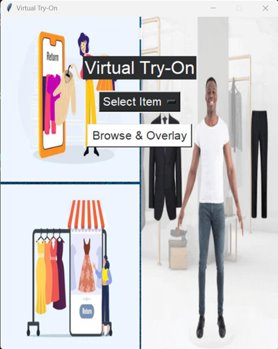 Virtual Try-On
Return
Virtual Try-On
Select Item
Browse & Overlay
Return